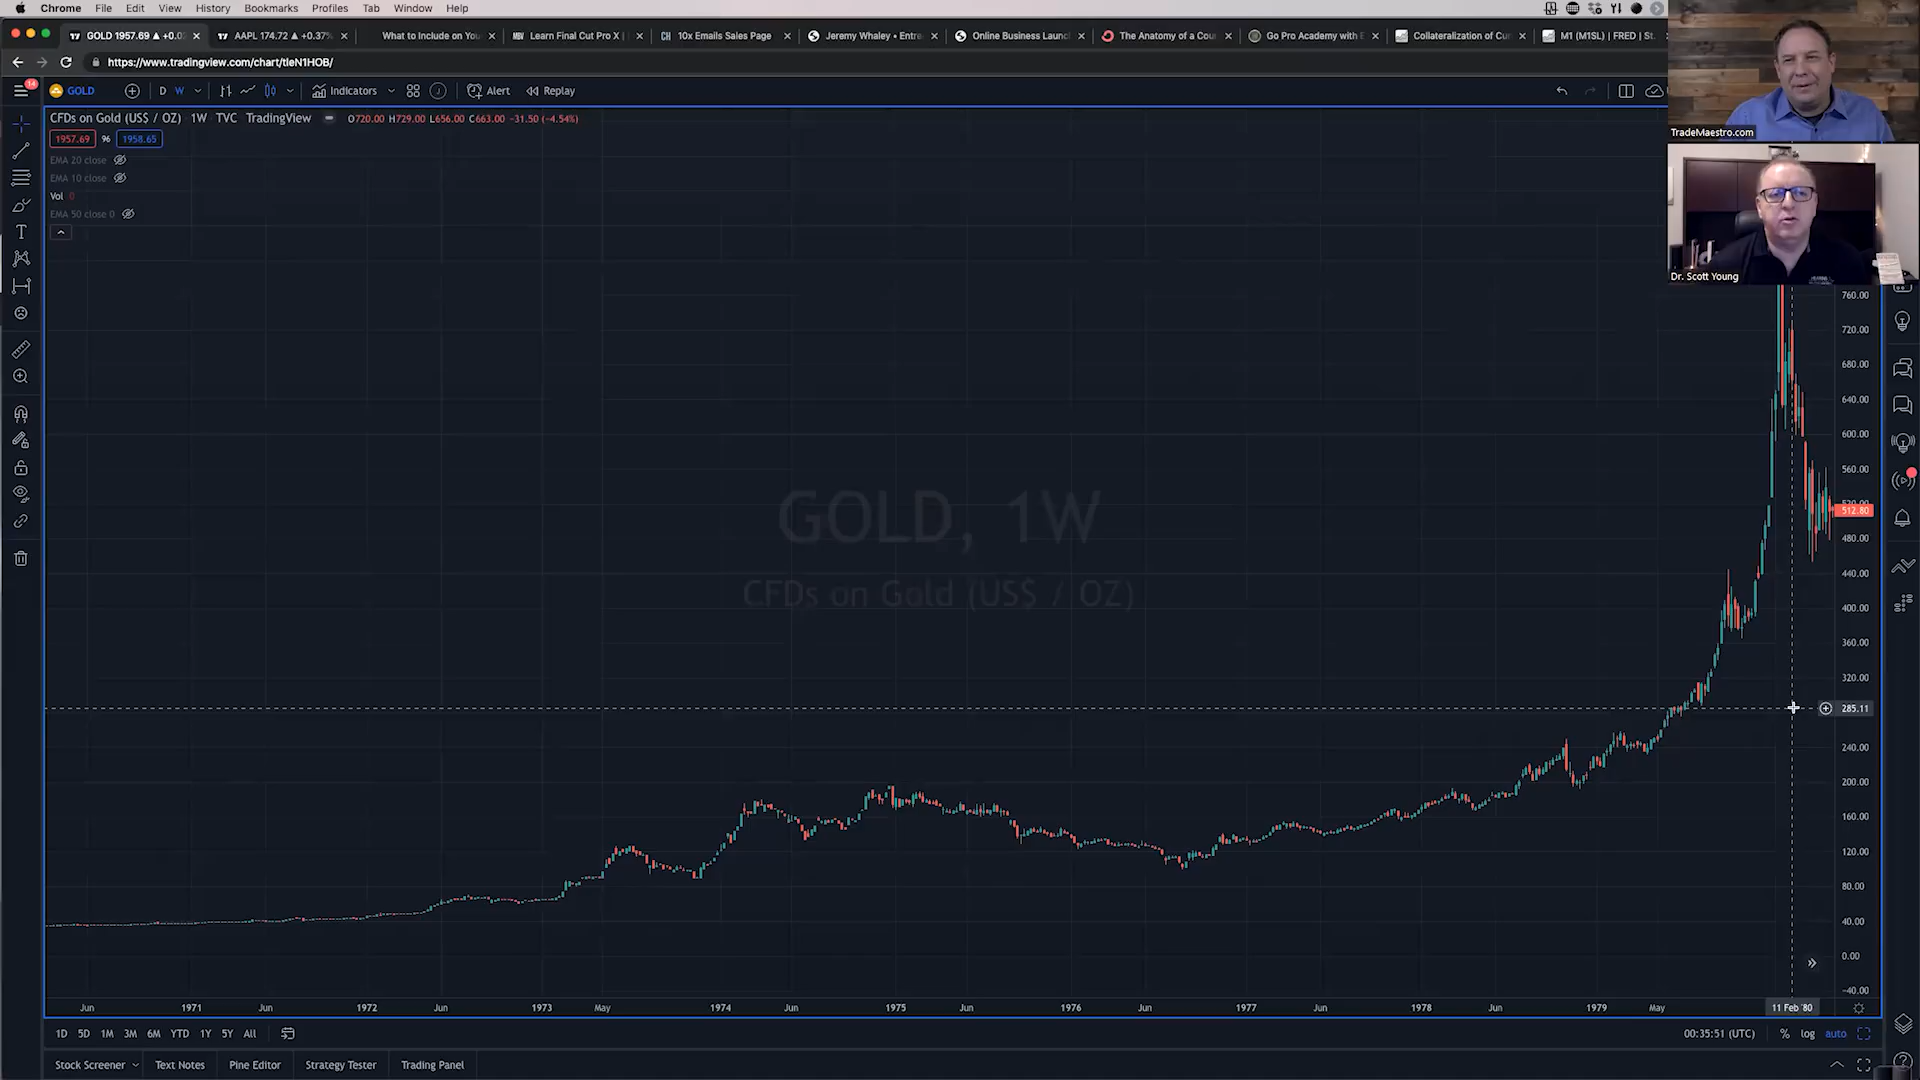 Chrome File Edit View History Bookmarks Profiles Tab Window Help
GOLD 1957.69 ▲ +0.0 AAPL 174.72 ▲ +0.37% What to Include on You Learn Final Cut Pro X | 10x Emails Sales Page Jeremy Whaley • Entre Online Business Launc The Anatomy of a Cou Go Pro Academy with E Collateralization of Cu M1 (M1SL) | FRED | St.
https://www.tradingview.com/chart/tleN1HOB/
14
GOLD D W Indicators Alert Replay
CFDs on Gold (US$ / OZ) 1W TVC TradingView O720.00 H729.00 L656.00 C663.00 -31.50 (-4.54%)
TradeMaestro.com
1957.69 96 1958.65
EMA 20 close
EMA 10 close
Vol 0
EMA 50 close 0
Dr. Scott Young
760.00
720.00
680.00
640.00
600.00
560.00
520.00
512.80
480.00
440.00
400.00
360.00
320.00
285.11
240.00
200.00
160.00
120.00
80.00
40.00
0.00
-40.00
GOLD, 1W
CFDs on Gold (US$ / OZ)
Jun 1971 Jun 1972 Jun 1973 May 1974 Jun 1975 Jun 1976 Jun 1977 Jun 1978 Jun 1979 May 11 Feb '80
1D 5D 1M 3M 6M YTD 1Y 5Y All 00:35:51 (UTC) % log auto
Stock Screener Text Notes Pine Editor Strategy Tester Trading Panel